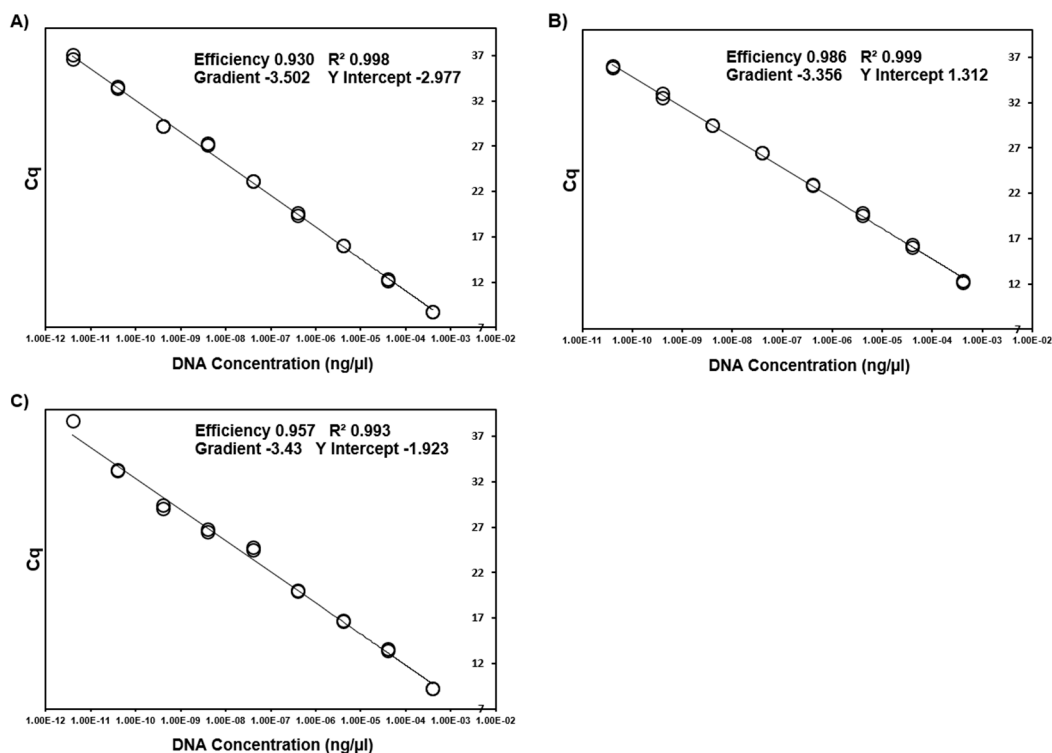 A)
Efficiency 0.930 R² 0.998
Gradient -3.502 Y Intercept -2.977
37
32
27
22
17
12
7
Cq
1.00E-12 1.00E-11 1.00E-10 1.00E-09 1.00E-08 1.00E-07 1.00E-06 1.00E-05 1.00E-04 1.00E-03 1.00E-02
DNA Concentration (ng/µl)
B)
Efficiency 0.986 R² 0.999
Gradient -3.356 Y Intercept 1.312
37
32
27
22
17
12
7
Cq
1.00E-11 1.00E-10 1.00E-09 1.00E-08 1.00E-07 1.00E-06 1.00E-05 1.00E-04 1.00E-03 1.00E-02
DNA Concentration (ng/µl)
C)
Efficiency 0.957 R² 0.993
Gradient -3.43 Y Intercept -1.923
37
32
27
22
17
12
7
Cq
1.00E-12 1.00E-11 1.00E-10 1.00E-09 1.00E-08 1.00E-07 1.00E-06 1.00E-05 1.00E-04 1.00E-03 1.00E-02
DNA Concentration (ng/µl)